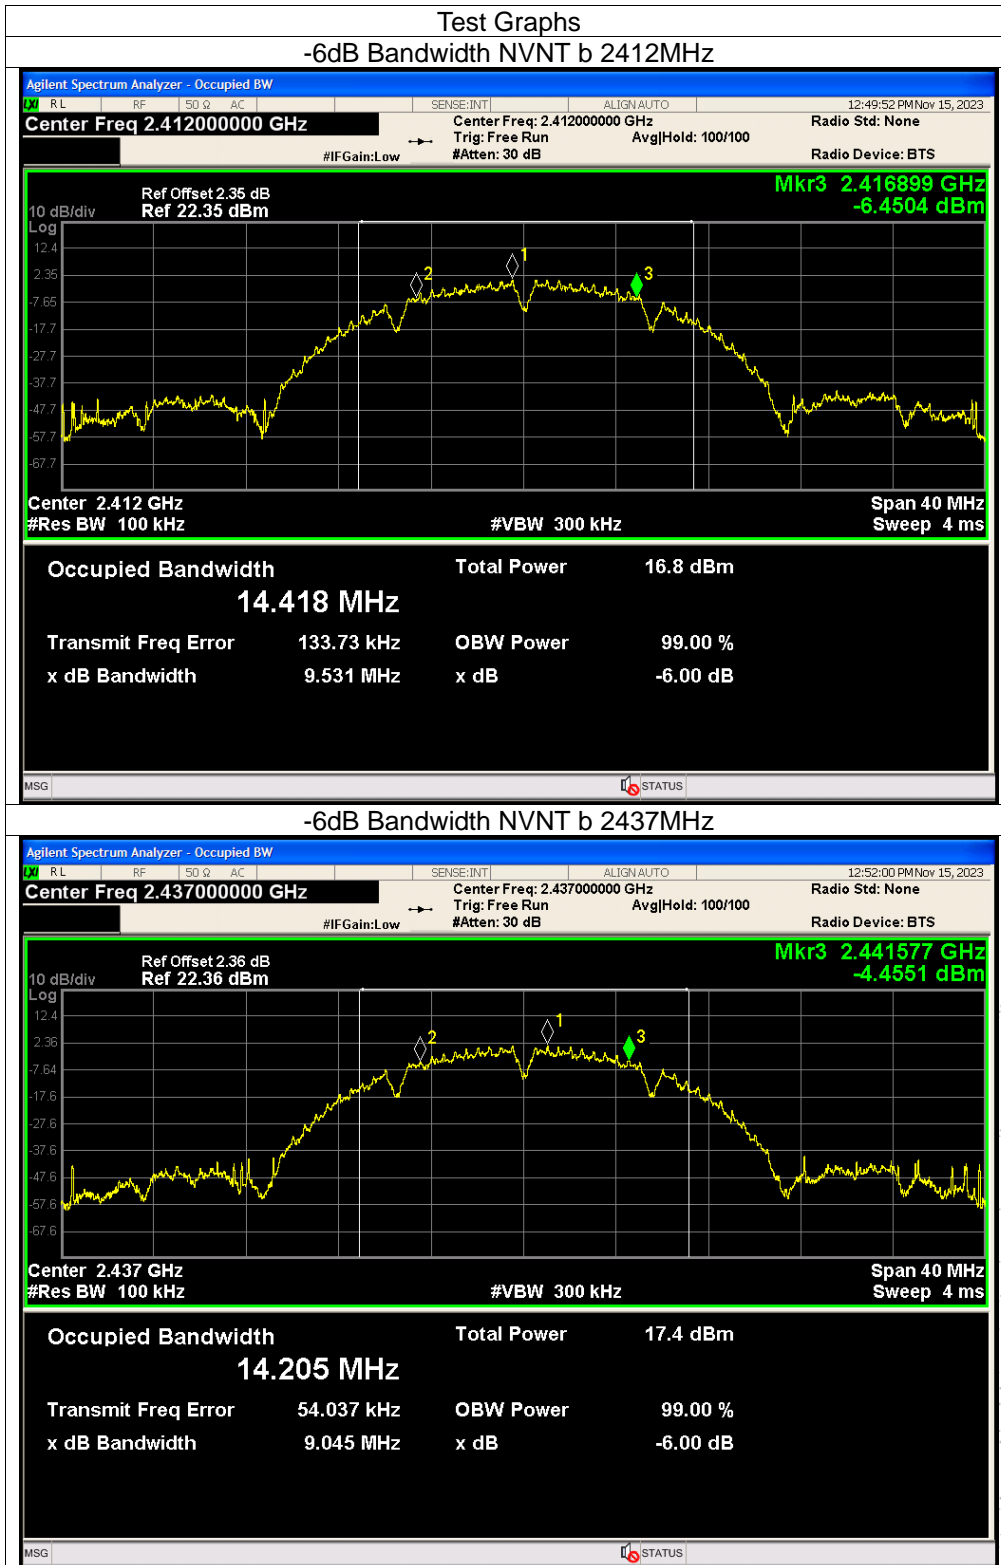 Test Graphs
-6dB Bandwidth NVNT b 2412MHz
Agilent Spectrum Analyzer - Occupied BW
LXI RL RF 50 Ω AC SENSE:INT ALIGN AUTO 12:49:52 PM Nov 15, 2023
Center Freq 2.412000000 GHz Center Freq: 2.412000000 GHz Radio Std: None
Trig: Free Run Avg|Hold: 100/100
#IFGain:Low #Atten: 30 dB Radio Device: BTS
Mkr3 2.416899 GHz
Ref Offset 2.35 dB -6.4504 dBm
10 dB/div Ref 22.35 dBm
Log
12.4
2.35
-7.65
-17.7
-27.7
-37.7
-47.7
-57.7
-67.7
1
2
3
Center 2.412 GHz Span 40 MHz
#Res BW 100 kHz #VBW 300 kHz Sweep 4 ms
Occupied Bandwidth Total Power 16.8 dBm
14.418 MHz
Transmit Freq Error 133.73 kHz OBW Power 99.00 %
x dB Bandwidth 9.531 MHz x dB -6.00 dB
MSG STATUS
-6dB Bandwidth NVNT b 2437MHz
Agilent Spectrum Analyzer - Occupied BW
LXI RL RF 50 Ω AC SENSE:INT ALIGN AUTO 12:52:00 PM Nov 15, 2023
Center Freq 2.437000000 GHz Center Freq: 2.437000000 GHz Radio Std: None
Trig: Free Run Avg|Hold: 100/100
#IFGain:Low #Atten: 30 dB Radio Device: BTS
Mkr3 2.441577 GHz
Ref Offset 2.36 dB -4.4551 dBm
10 dB/div Ref 22.36 dBm
Log
12.4
2.36
-7.64
-17.6
-27.6
-37.6
-47.6
-57.6
-67.6
1
2
3
Center 2.437 GHz Span 40 MHz
#Res BW 100 kHz #VBW 300 kHz Sweep 4 ms
Occupied Bandwidth Total Power 17.4 dBm
14.205 MHz
Transmit Freq Error 54.037 kHz OBW Power 99.00 %
x dB Bandwidth 9.045 MHz x dB -6.00 dB
MSG STATUS